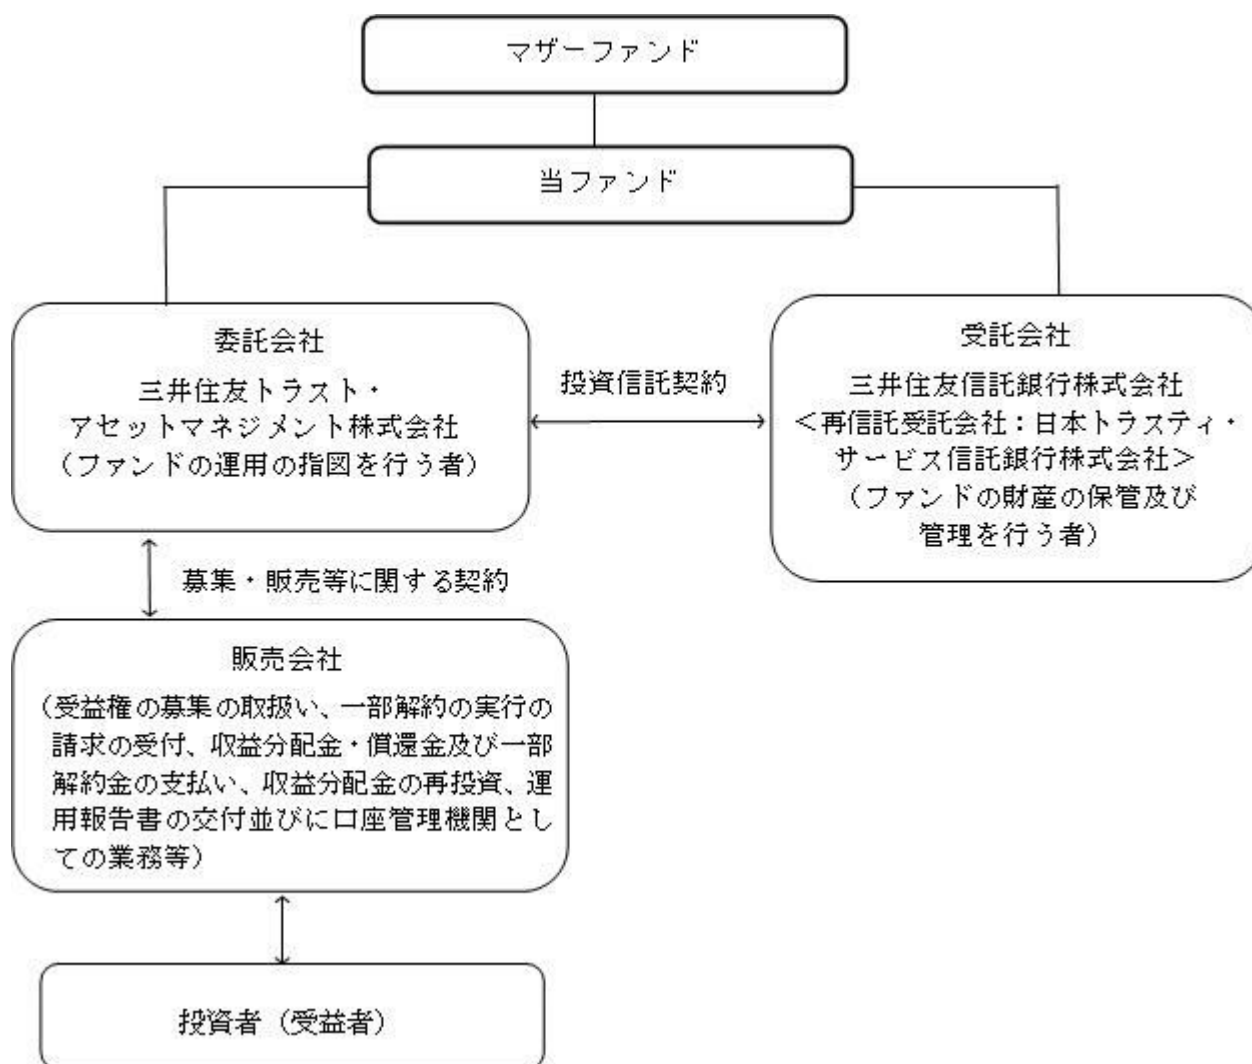 マザーファンド
当ファンド
委託会社
三井住友トラスト・
アセットマネジメント株式会社
（ファンドの運用の指図を行う者）
投資信託契約
受託会社
三井住友信託銀行株式会社
＜再信託受託会社：日本トラスティ・
サービス信託銀行株式会社＞
（ファンドの財産の保管及び
管理を行う者）
募集・販売等に関する契約
販売会社
（受益権の募集の取扱い、一部解約の実行の
請求の受付、収益分配金・償還金及び一部
解約金の支払い、収益分配金の再投資、運
用報告書の交付並びに口座管理機関とし
ての業務等）
投資者（受益者）